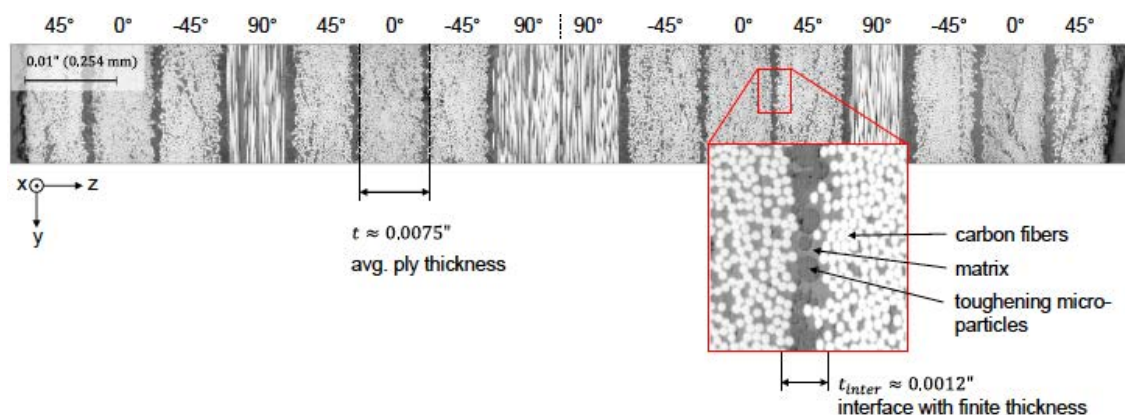 45° 0° -45° 90° 45° 0° -45° 90° 90° -45° 0° 45° 90° -45° 0° 45°
0.01" (0.254 mm)
x z
y
t ≈ 0.0075"
avg. ply thickness
carbon fibers
matrix
toughening micro-
particles
t_inter ≈ 0.0012"
interface with finite thickness